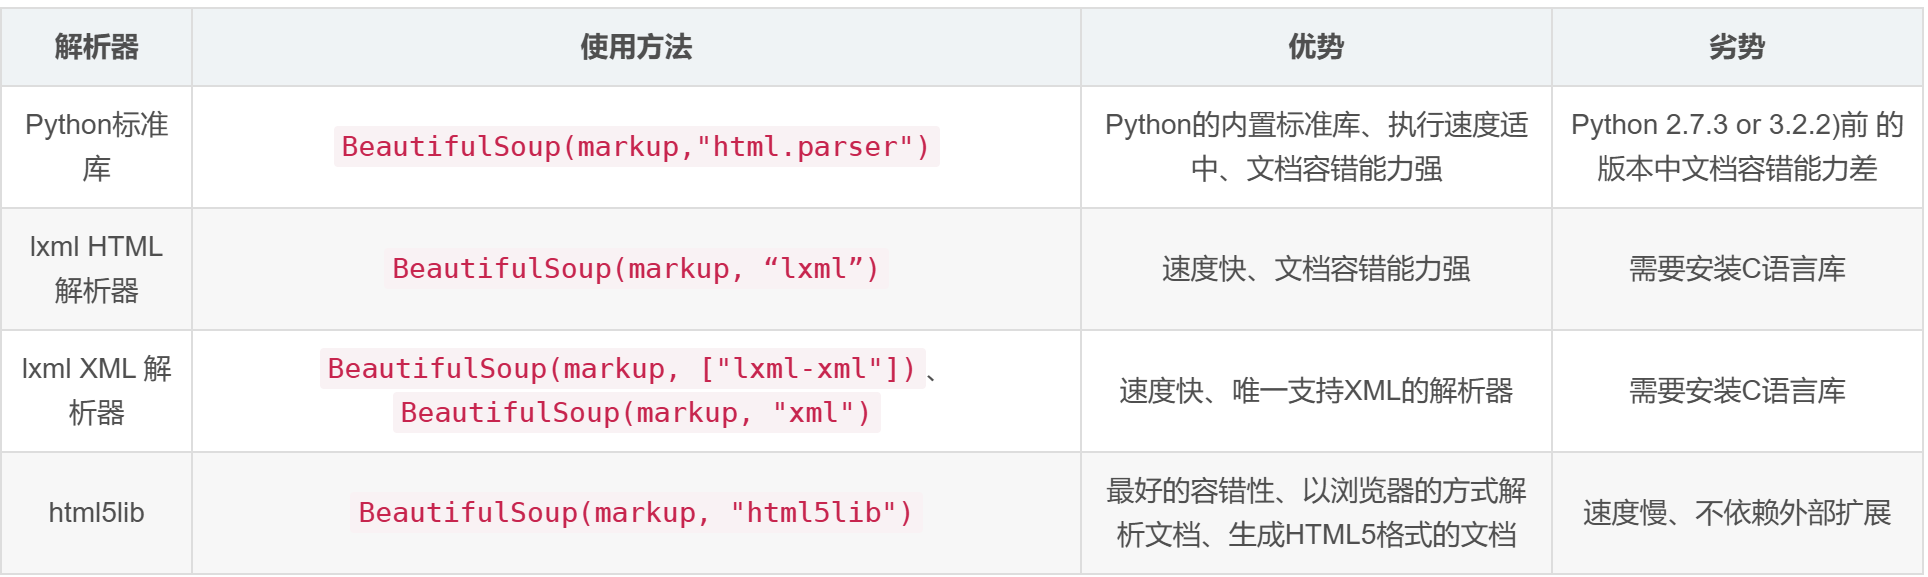 解析器
使用方法
优势
劣势
Python标准
库
BeautifulSoup(markup,"html.parser")
Python的内置标准库、执行速度适
中、文档容错能力强
Python 2.7.3 or 3.2.2)前 的
版本中文档容错能力差
lxml HTML
解析器
BeautifulSoup(markup, “lxml”)
速度快、文档容错能力强
需要安装C语言库
lxml XML 解
析器
BeautifulSoup(markup, ["lxml-xml"])、
BeautifulSoup(markup, "xml")
速度快、唯一支持XML的解析器
需要安装C语言库
html5lib
BeautifulSoup(markup, "html5lib")
最好的容错性、以浏览器的方式解
析文档、生成HTML5格式的文档
速度慢、不依赖外部扩展